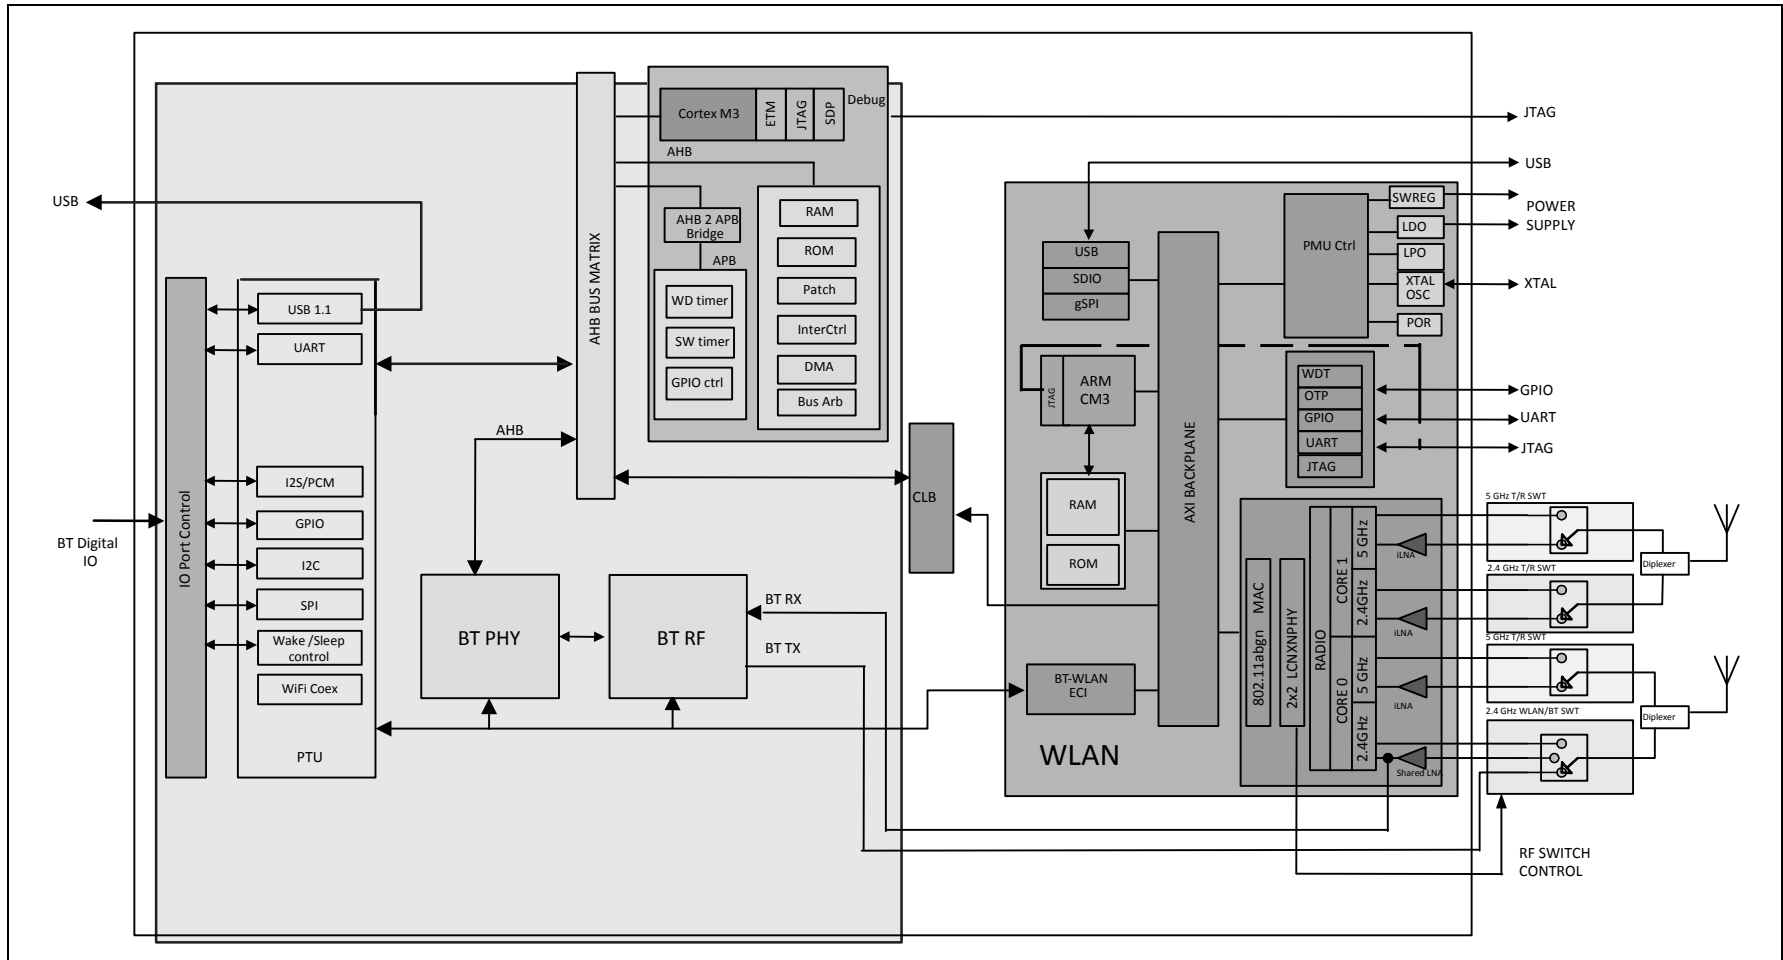 Cortex M3
ETM
JTAG
SDP
Debug
JTAG
AHB
USB
USB
AHB BUS MATRIX
AHB 2 APB
Bridge
APB
WD timer
SW timer
GPIO ctrl
RAM
ROM
Patch
InterCtrl
DMA
Bus Arb
IO Port Control
BT Digital
IO
USB 1.1
UART
I2S/PCM
GPIO
I2C
SPI
Wake /Sleep
control
WiFi Coex
PTU
AHB
BT PHY
BT RF
BT RX
BT TX
CLB
USB
SDIO
gSPI
JTAG
ARM
CM3
RAM
ROM
BT-WLAN
ECI
WLAN
AXI BACKPLANE
PMU Ctrl
SWREG
LDO
LPO
XTAL
OSC
POR
POWER
SUPPLY
XTAL
WDT
OTP
GPIO
UART
JTAG
GPIO
UART
JTAG
802.11abgn MAC
2x2 LCNXNPHY
RADIO
CORE 1
CORE 0
5 GHz
2.4GHz
5 GHz
2.4GHz
iLNA
iLNA
iLNA
Shared LNA
5 GHz T/R SWT
2.4 GHz T/R SWT
5 GHz T/R SWT
2.4 GHz WLAN/BT SWT
Diplexer
Diplexer
RF SWITCH
CONTROL